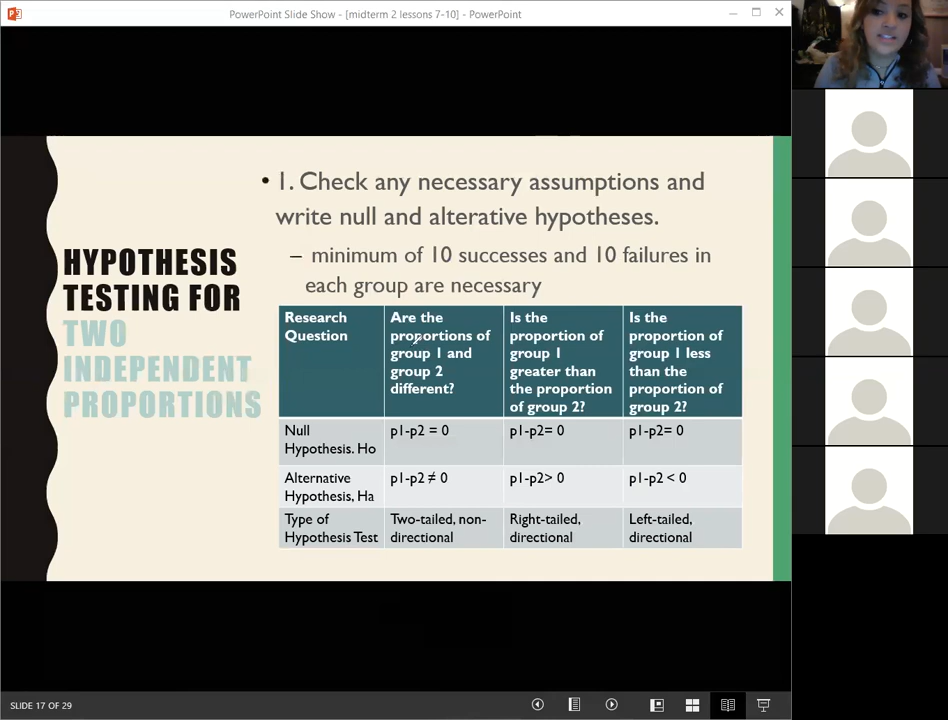 PowerPoint Slide Show - [midterm 2 lessons 7-10] - PowerPoint
• 1. Check any necessary assumptions and
write null and alterative hypotheses.
– minimum of 10 successes and 10 failures in
each group are necessary
HYPOTHESIS
TESTING FOR
TWO
INDEPENDENT
PROPORTIONS
Research Question
Are the proportions of group 1 and group 2 different?
Is the proportion of group 1 greater than the proportion of group 2?
Is the proportion of group 1 less than the proportion of group 2?
Null Hypothesis. Ho
p1-p2 = 0
p1-p2= 0
p1-p2= 0
Alternative Hypothesis, Ha
p1-p2 ≠ 0
p1-p2> 0
p1-p2 < 0
Type of Hypothesis Test
Two-tailed, non-directional
Right-tailed, directional
Left-tailed, directional
SLIDE 17 OF 29